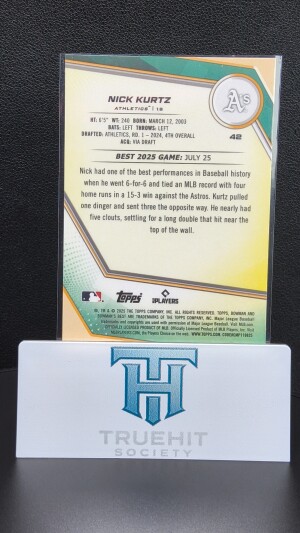 NICK KURTZ
ATHLETICS | 1B
A's
42
HT: 6'5" WT: 240 BORN: MARCH 12, 2003
BATS: LEFT THROWS: LEFT
DRAFTED: ATHLETICS, RD. 1 – 2024, 4TH OVERALL
ACQ: VIA DRAFT
BEST 2025 GAME: JULY 25
Nick had one of the best performances in Baseball history
when he went 6-for-6 and tied an MLB record with four
home runs in a 15-3 win against the Astros. Kurtz pulled
one dinger and sent three the opposite way. He nearly had
five clouts, settling for a long double that hit near the
top of the wall.
Topps
PLAYERS
TH
TRUEHIT
SOCIETY